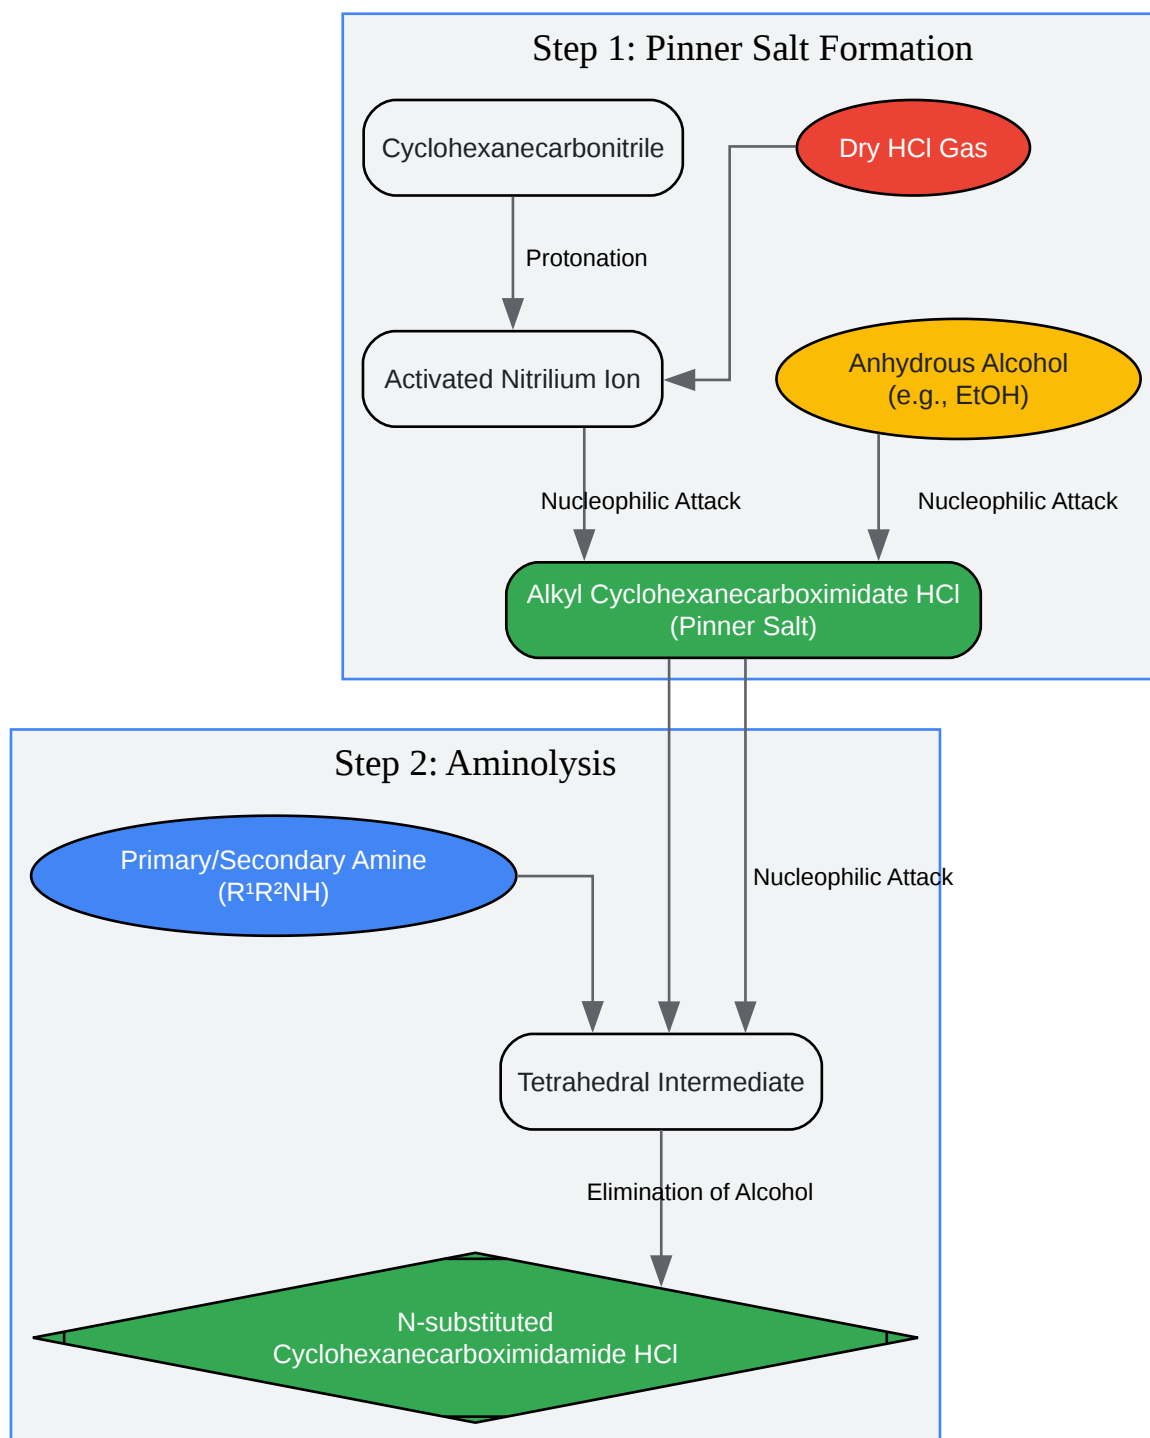 Step 1: Pinner Salt Formation
Cyclohexanecarbonitrile
Dry HCl Gas
Protonation
Activated Nitrilium Ion
Anhydrous Alcohol
(e.g., EtOH)
Nucleophilic Attack
Nucleophilic Attack
Alkyl Cyclohexanecarboximidate HCl
(Pinner Salt)
Step 2: Aminolysis
Primary/Secondary Amine
(R¹R²NH)
Nucleophilic Attack
Tetrahedral Intermediate
Elimination of Alcohol
N-substituted
Cyclohexanecarboximidamide HCl